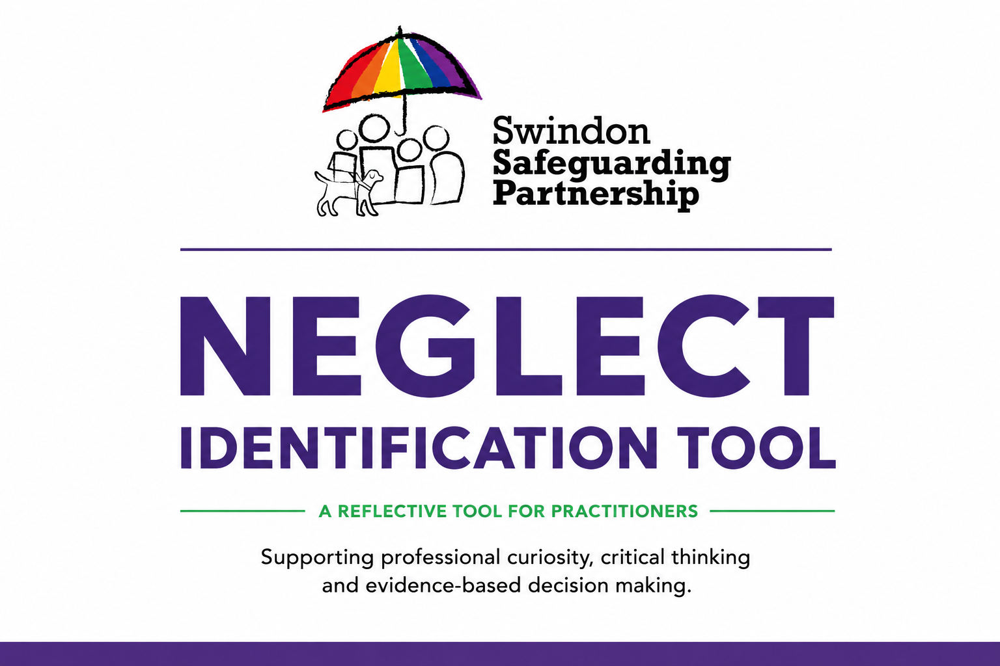 Swindon
Safeguarding
Partnership
NEGLECT
IDENTIFICATION TOOL
A REFLECTIVE TOOL FOR PRACTITIONERS
Supporting professional curiosity, critical thinking
and evidence-based decision making.